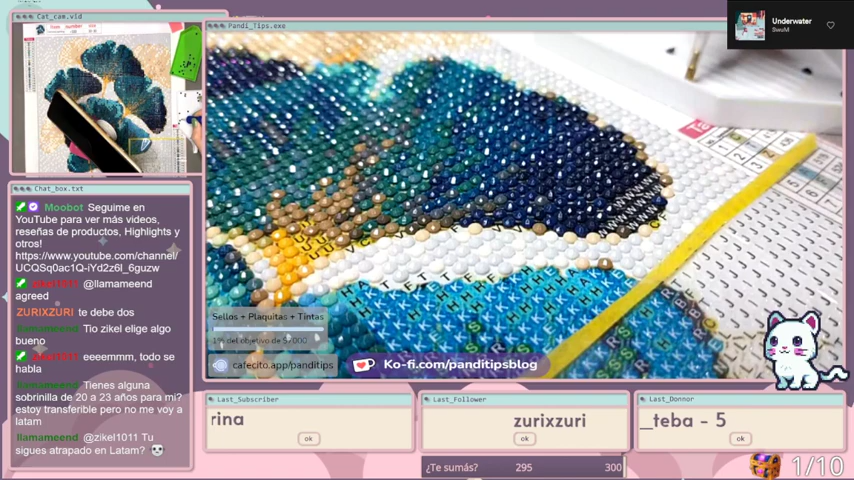 Cat_cam.vid
Pandi_Tips.exe
Underwater
SwuM
Chat_box.txt
Moobot Seguime en
YouTube para ver más videos,
reseñas de productos, Highlights y
otros!
https://www.youtube.com/channel/
UCQSq0ac1Q-iYd2z6l_6guzw
zikel1011 @llamameend
agreed
ZURIXZURI te debe dos
llamameend Tio zikel elige algo
bueno
zikel1011 eeeemmm, todo se
habla
llamameend Tienes alguna
sobrinilla de 20 a 23 años para mi?
estoy transferible pero no me voy a
latam
llamameend @zikel1011 Tu
sigues atrapado en Latam?
Sellos + Plaquitas + Tintas
1% del objetivo de $7000
cafecito.app/panditips
Ko-fi.com/panditipsblog
Last_Subscriber
rina
ok
Last_Follower
zurixzuri
ok
Last_Donnor
_teba - 5
ok
¿Te sumás? 295 300
1/10